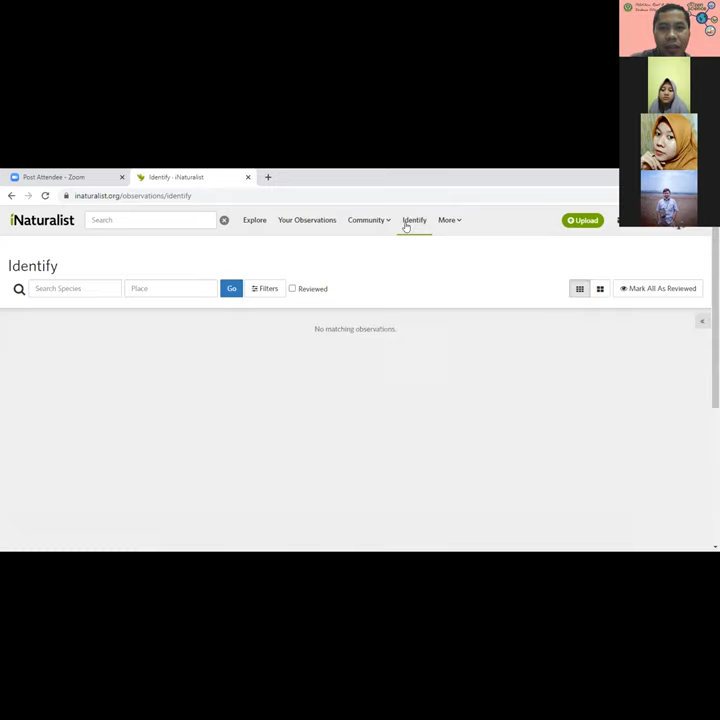 Post Attendee - Zoom
Identify · iNaturalist
inaturalist.org/observations/identify
iNaturalist
Search
Explore
Your Observations
Community
Identify
More
Upload
Identify
Search Species
Place
Go
Filters
Reviewed
Mark All As Reviewed
No matching observations.